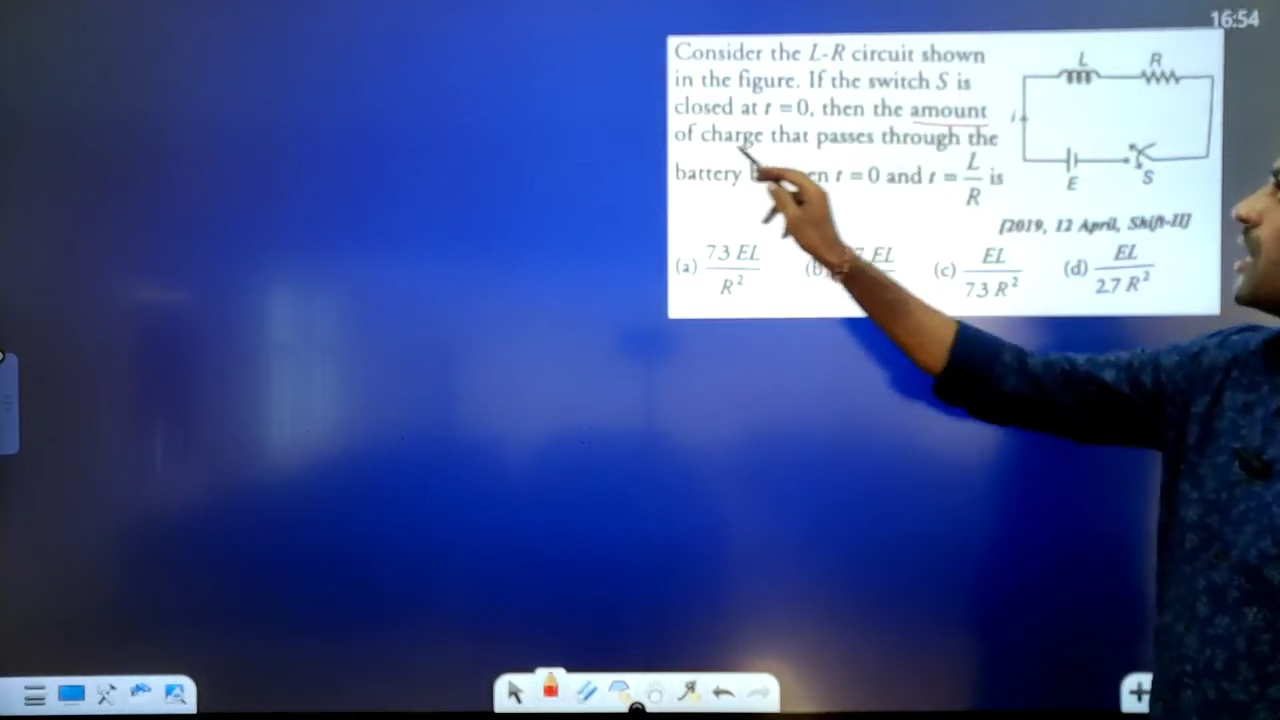 16:54
Consider the L-R circuit shown
in the figure. If the switch S is
closed at t = 0, then the amount
of charge that passes through the
battery en t = 0 and t = L/R is
L R
i
E S
[2019, 12 April, Shift-II]
(a) 7.3 EL / R² (b) EL (c) EL / 7.3 R² (d) EL / 2.7 R²